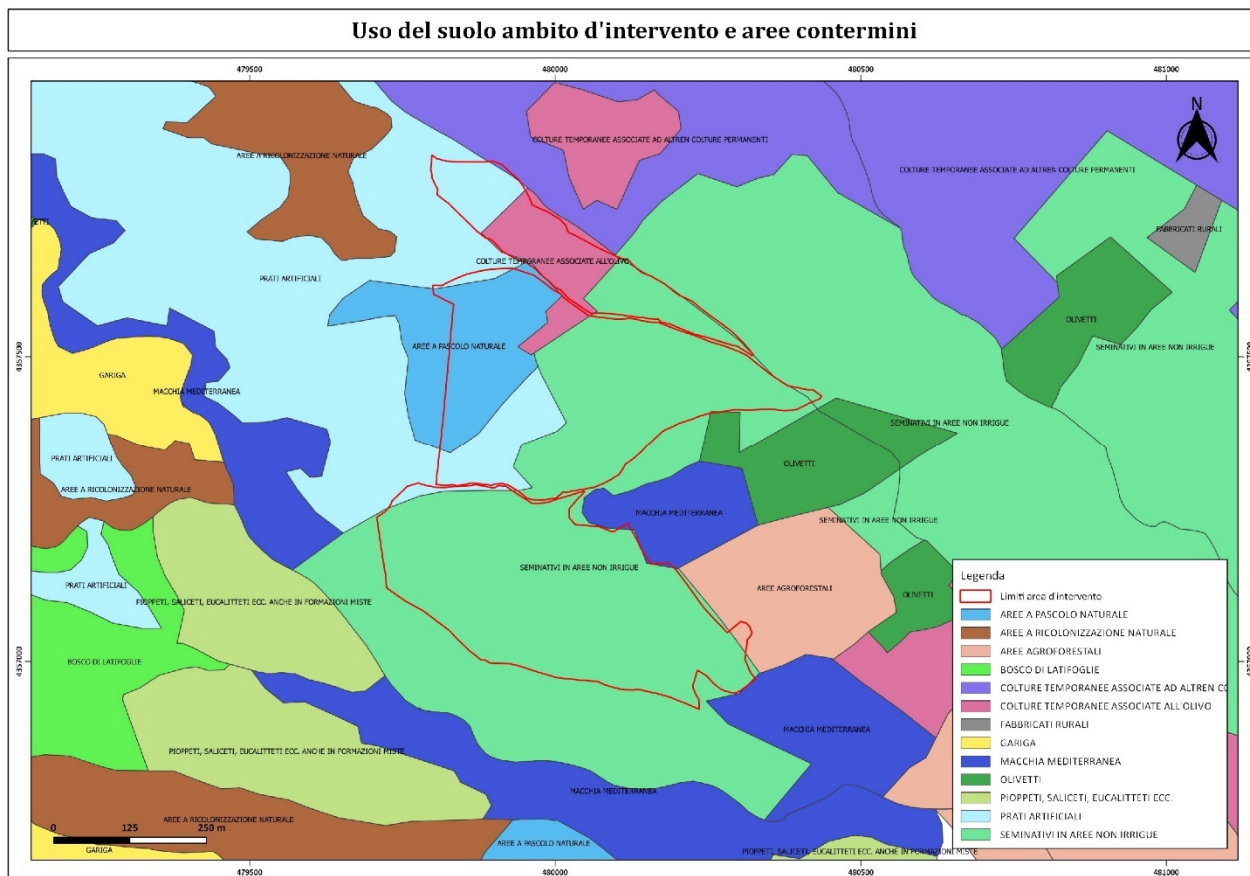 Uso del suolo ambito d'intervento e aree contermini
479500 480000 480500 481000
N
COLTURE TEMPORANEE ASSOCIATE AD ALTREN COLTURE PERMANENTI
AREE A RICOLONIZZAZIONE NATURALE
COLTURE TEMPORANEE ASSOCIATE AD ALTREN COLTURE PERMANENTI
ETTI
FABBRICATI RURALI
COLTURE TEMPORANEE ASSOCIATE ALL'OLIVO
PRATI ARTIFICIALI
OLIVETTI
AREE A PASCOLO NATURALE
SEMINATIVI IN AREE NON IRRIGUE
4357500
4357500
GARIGA
MACCHIA MEDITERRANEA
SEMINATIVI IN AREE NON IRRIGUE
PRATI ARTIFICIALI
OLIVETTI
AREE A RICOLONIZZAZIONE NATURALE
MACCHIA MEDITERRANEA
SEMINATIVI IN AREE NON IRRIGUE
SEMINATIVI IN AREE NON IRRIGUE
PRATI ARTIFICIALI
AREE AGROFORESTALI
OLIVETTI
PIOPPETI, SALICETI, EUCALITTETI ECC. ANCHE IN FORMAZIONI MISTE
BOSCO DI LATIFOGLIE
4357000
4357000
MACCHIA MEDITERRANEA
PIOPPETI, SALICETI, EUCALITTETI ECC. ANCHE IN FORMAZIONI MISTE
MACCHIA MEDITERRANEA
AREE A RICOLONIZZAZIONE NATURALE
0 125 250 m
AREE A PASCOLO NATURALE
GARIGA
PIOPPETI, SALICETI, EUCALITTETI ECC. ANCHE IN FORMAZIONI MISTE
Legenda
Limiti area d'intervento
AREE A PASCOLO NATURALE
AREE A RICOLONIZZAZIONE NATURALE
AREE AGROFORESTALI
BOSCO DI LATIFOGLIE
COLTURE TEMPORANEE ASSOCIATE AD ALTREN CO
COLTURE TEMPORANEE ASSOCIATE ALL'OLIVO
FABBRICATI RURALI
GARIGA
MACCHIA MEDITERRANEA
OLIVETTI
PIOPPETI, SALICETI, EUCALITTETI ECC.
PRATI ARTIFICIALI
SEMINATIVI IN AREE NON IRRIGUE
479500 480000 480500 481000